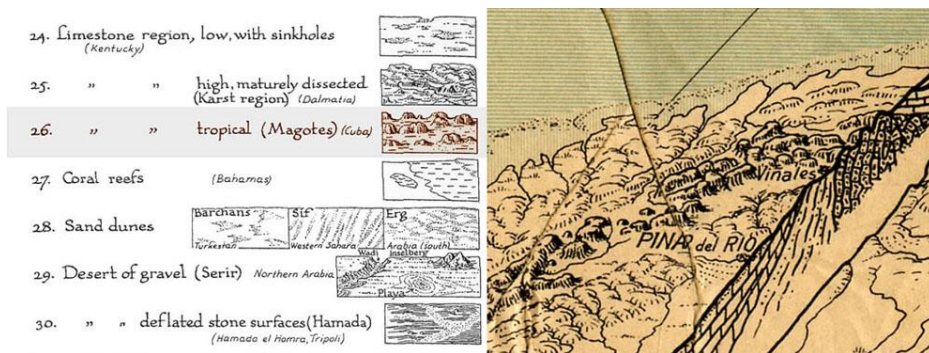 24. Limestone region, low, with sinkholes
(Kentucky)
25. " " high, maturely dissected
(Karst region) (Dalmatia)
26. " " tropical (Magotes) (Cuba)
27. Coral reefs (Bahamas)
28. Sand dunes
Barchans Sif Erg
Turkestan Western Sahara Arabia (south)
29. Desert of gravel (Serir) Northern Arabia
Wadi Inselberg
Playa
30. " " deflated stone surfaces (Hamada)
(Hamada el Homra, Tripoli)
Viñales
PINAR del RIO